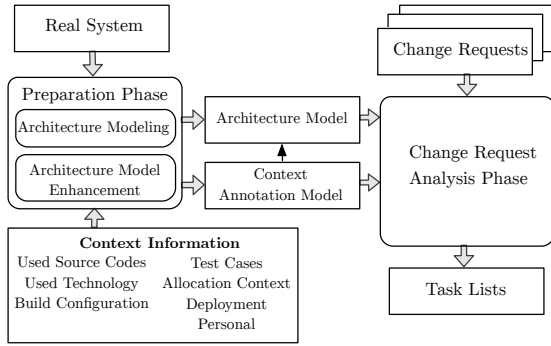 Real System
Change Requests
Preparation Phase
Architecture Modeling
Architecture Model
Enhancement
Architecture Model
Context
Annotation Model
Change Request
Analysis Phase
Context Information
Used Source Codes
Used Technology
Build Configuration
Test Cases
Allocation Context
Deployment
Personal
Task Lists